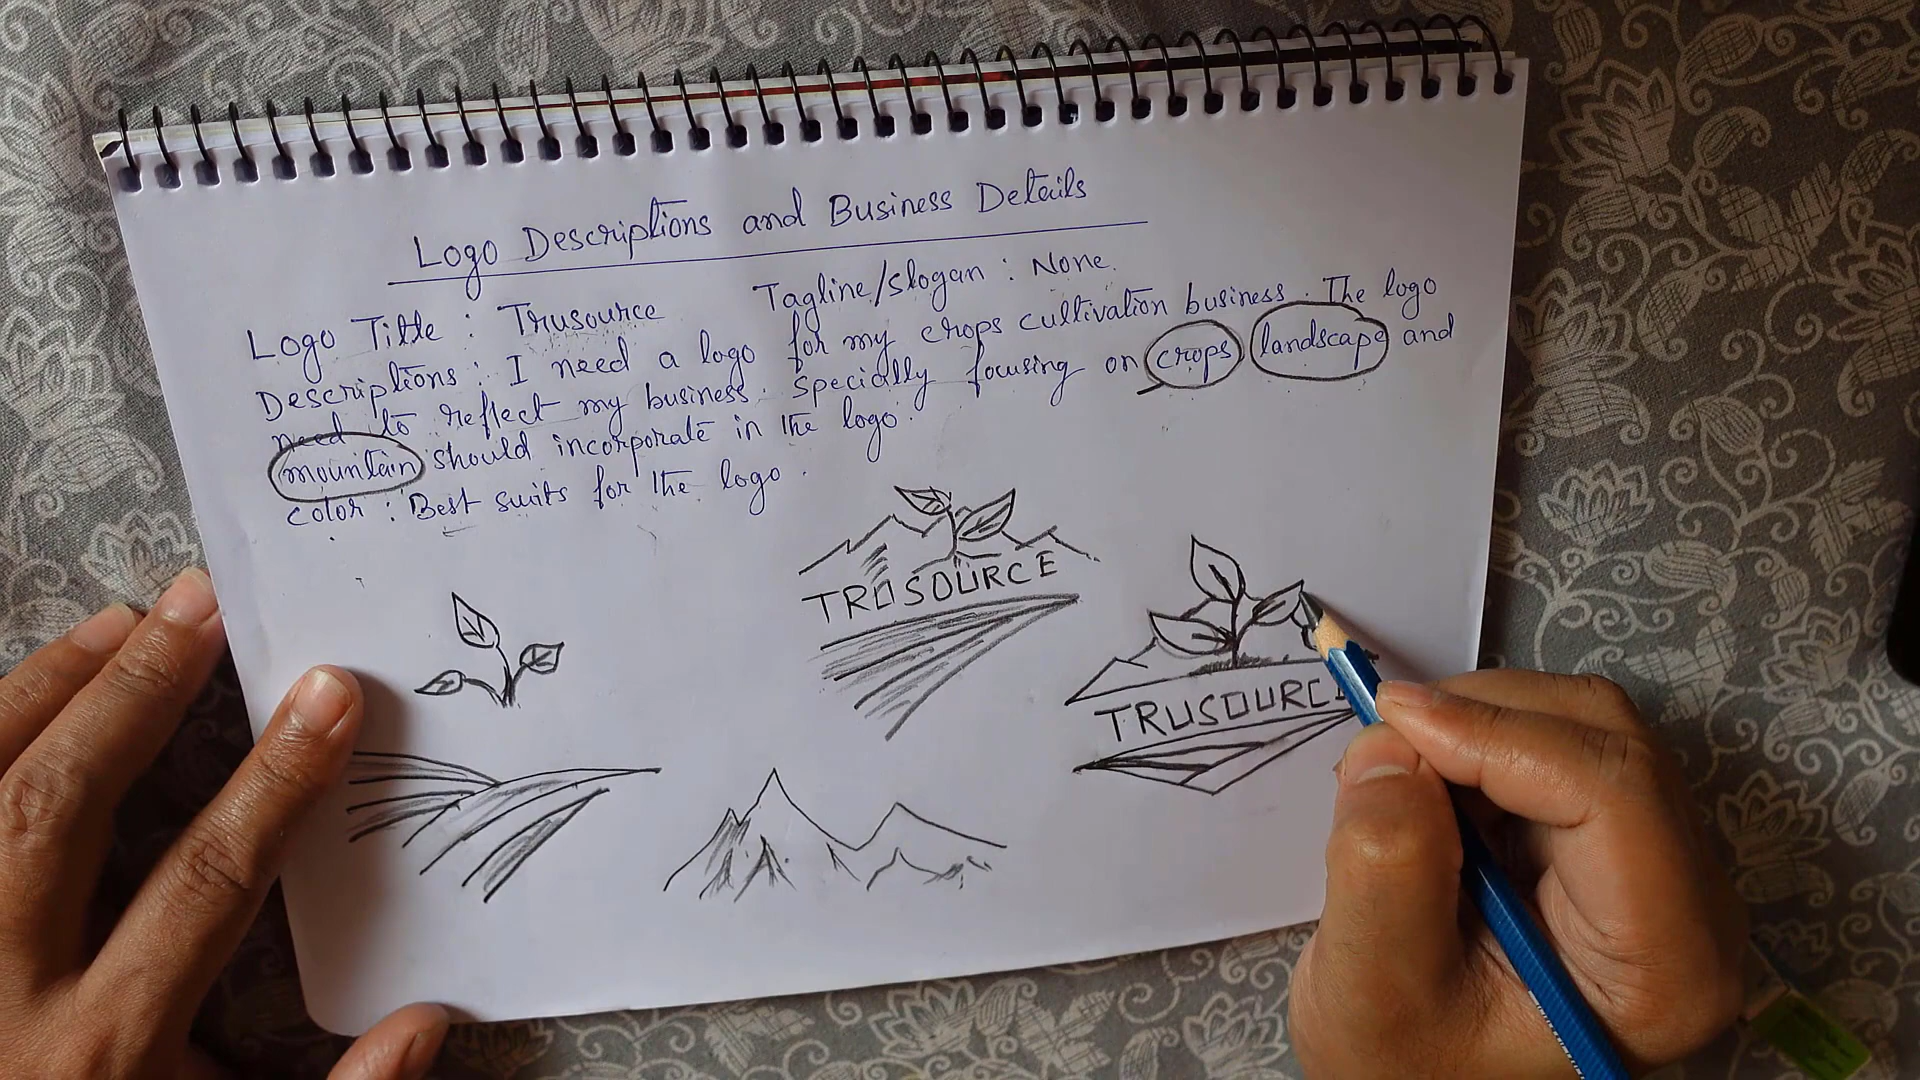 Logo Descriptions and Business Details
Logo Title : Trusource Tagline/slogan : None.
Descriptions : I need a logo for my crops cultivation business. The logo
need to reflect my business. Specially focusing on crops landscape and
mountain should incorporate in the logo.
color : Best suits for the logo.
TRUSOURCE
TRUSOURCE